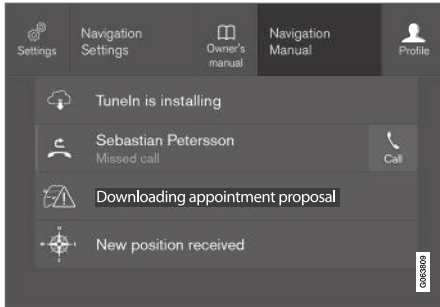 Settings
Navigation
Settings
Owner's
manual
Navigation
Manual
Profile
TuneIn is installing
Sebastian Petersson
Missed call
Call
Downloading appointment proposal
New position received
G063809